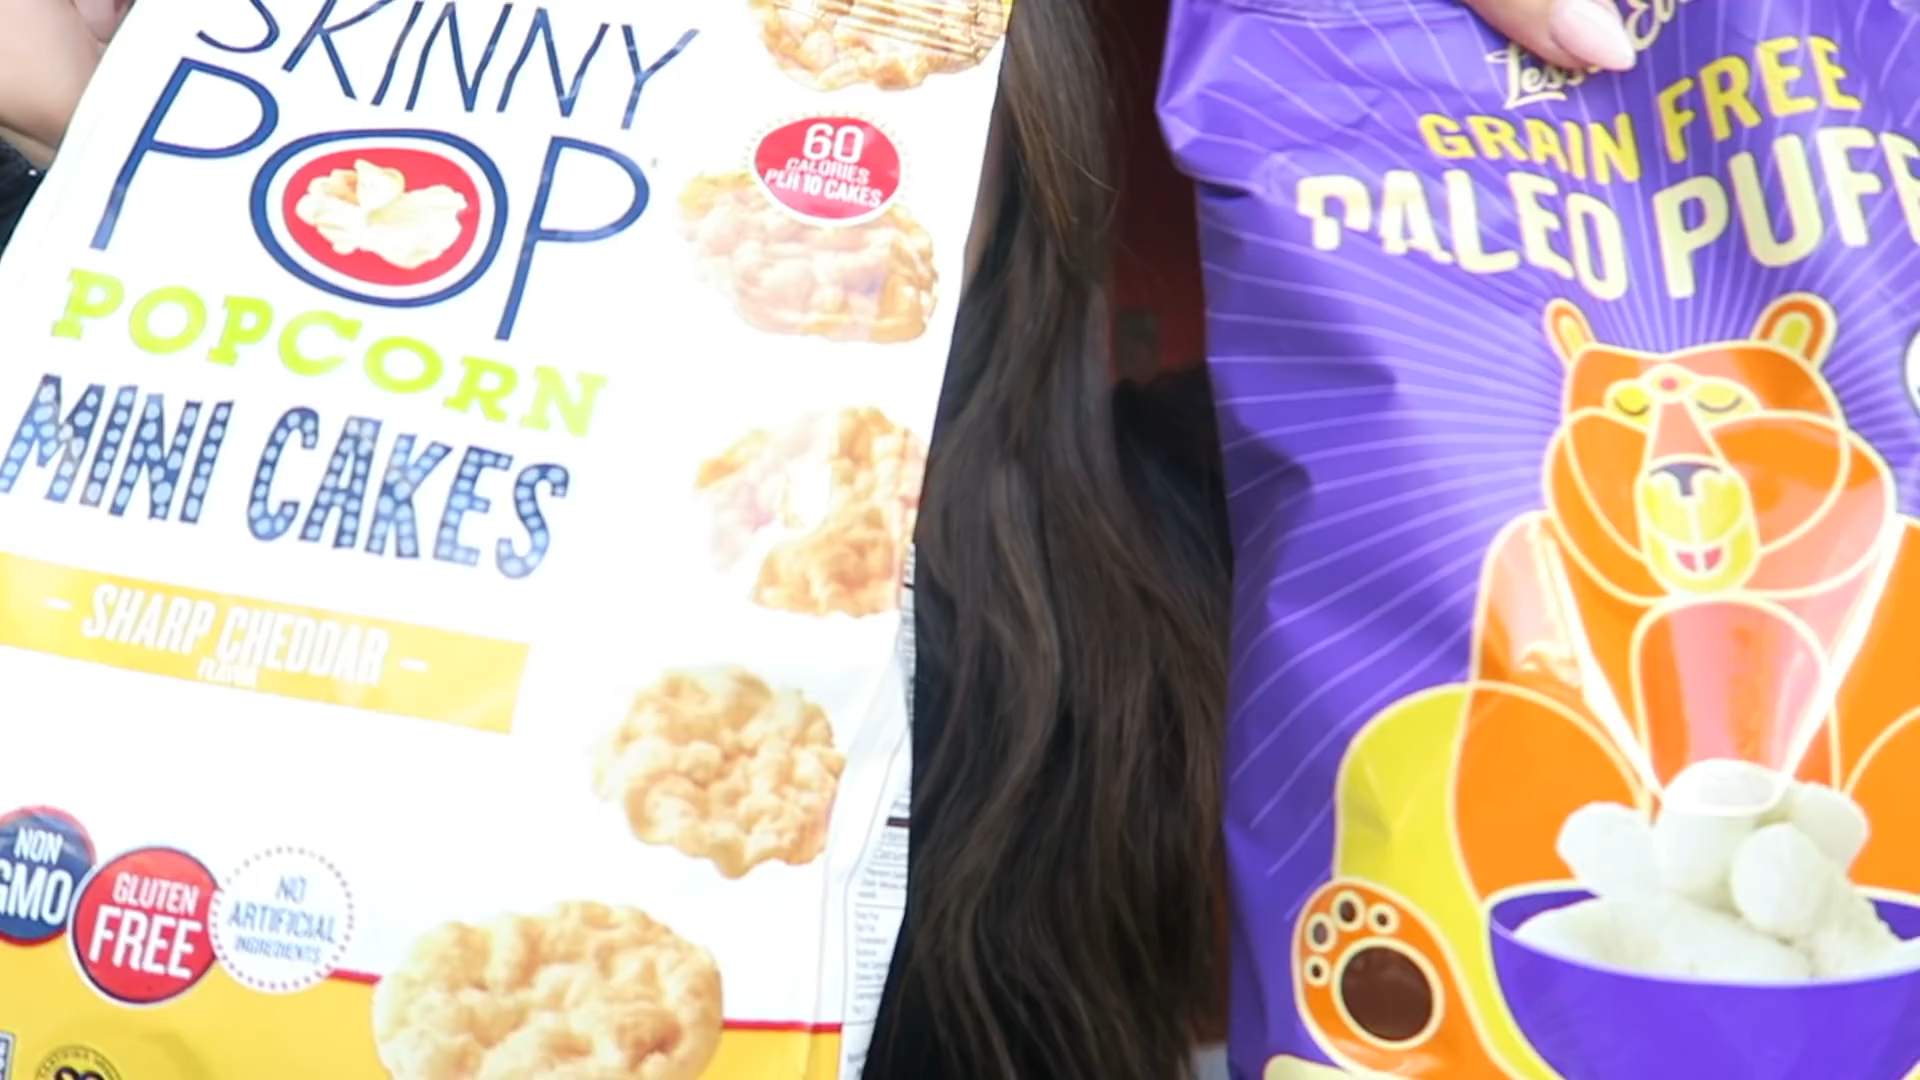 SKINNY
POP
POPCORN
MINI CAKES
- SHARP CHEDDAR -
FLAVOR
60
CALORIES
PER 10 CAKES
NON
GMO
GLUTEN
FREE
NO
ARTIFICIAL
INGREDIENTS
GRAIN FREE
PALEO PUFF